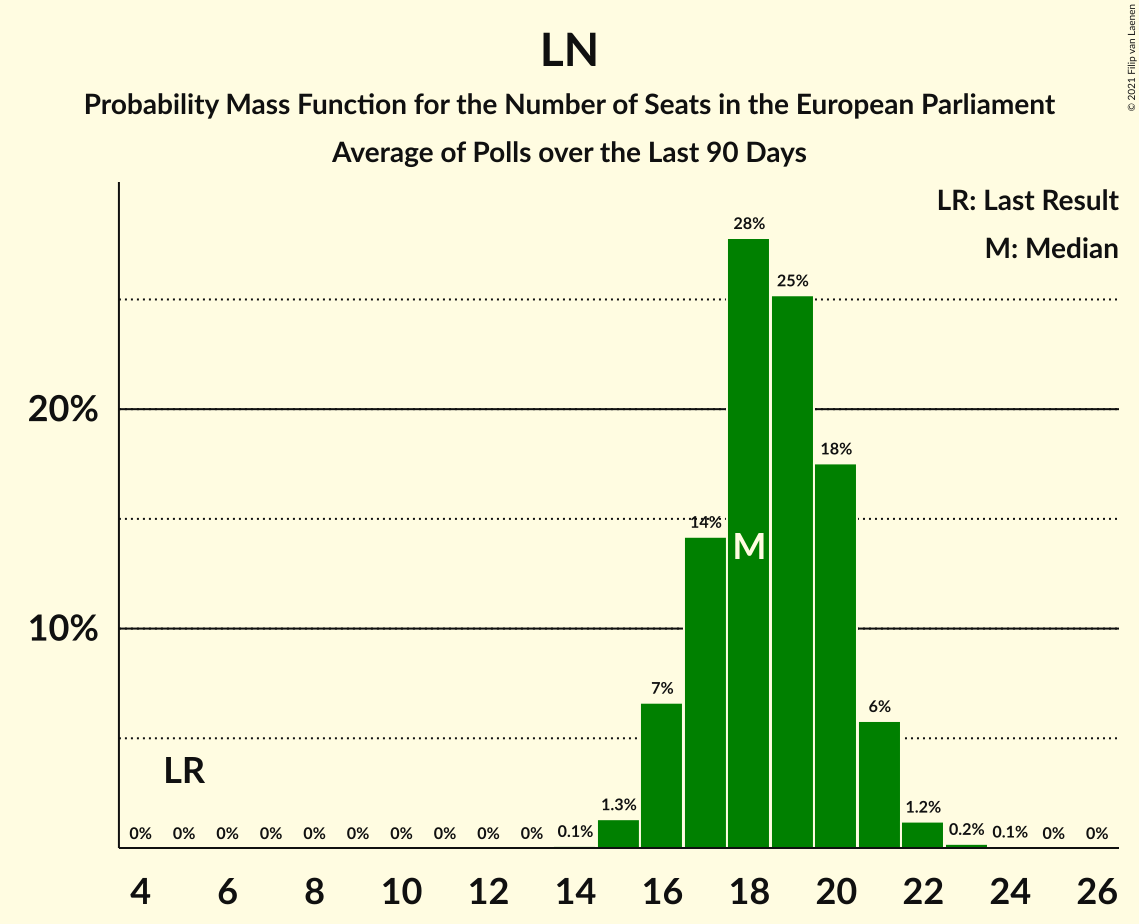 LN
Probability Mass Function for the Number of Seats in the European Parliament
Average of Polls over the Last 90 Days
© 2021 Filip van Laenen
LR: Last Result
M: Median
28%
25%
20%
18%
14%
M
10%
7%
6%
LR
1.3%
1.2%
0% 0% 0% 0% 0% 0% 0% 0% 0% 0% 0.1% 0.2% 0.1% 0% 0%
4 6 8 10 12 14 16 18 20 22 24 26